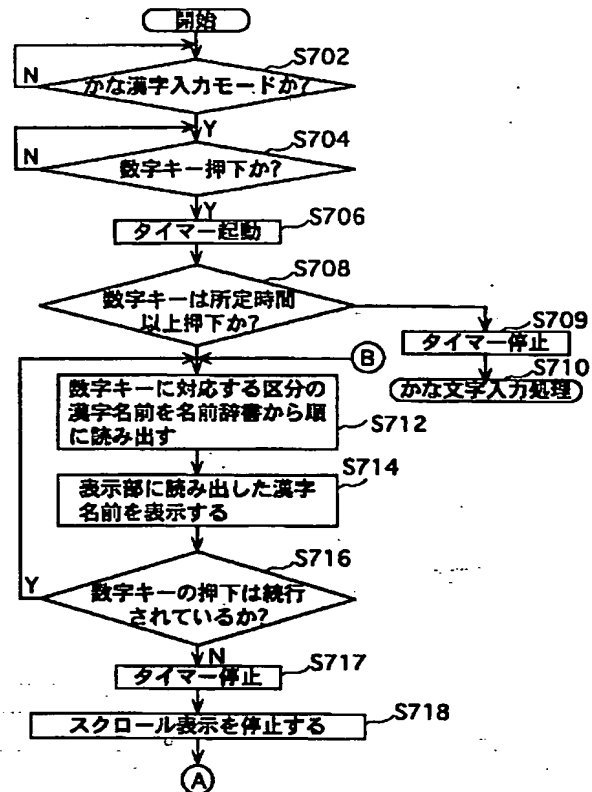 開始
S702
N
かな漢字入力モードか?
Y
S704
N
数字キー押下か?
Y
S706
タイマー起動
S708
数字キーは所定時間
以上押下か?
S709
タイマー停止
S710
かな文字入力処理
B
数字キーに対応する区分の
漢字名前を名前辞書から順
に読み出す
S712
S714
表示部に読み出した漢字
名前を表示する
S716
Y
数字キーの押下は続行
されているか?
N
S717
タイマー停止
S718
スクロール表示を停止する
A